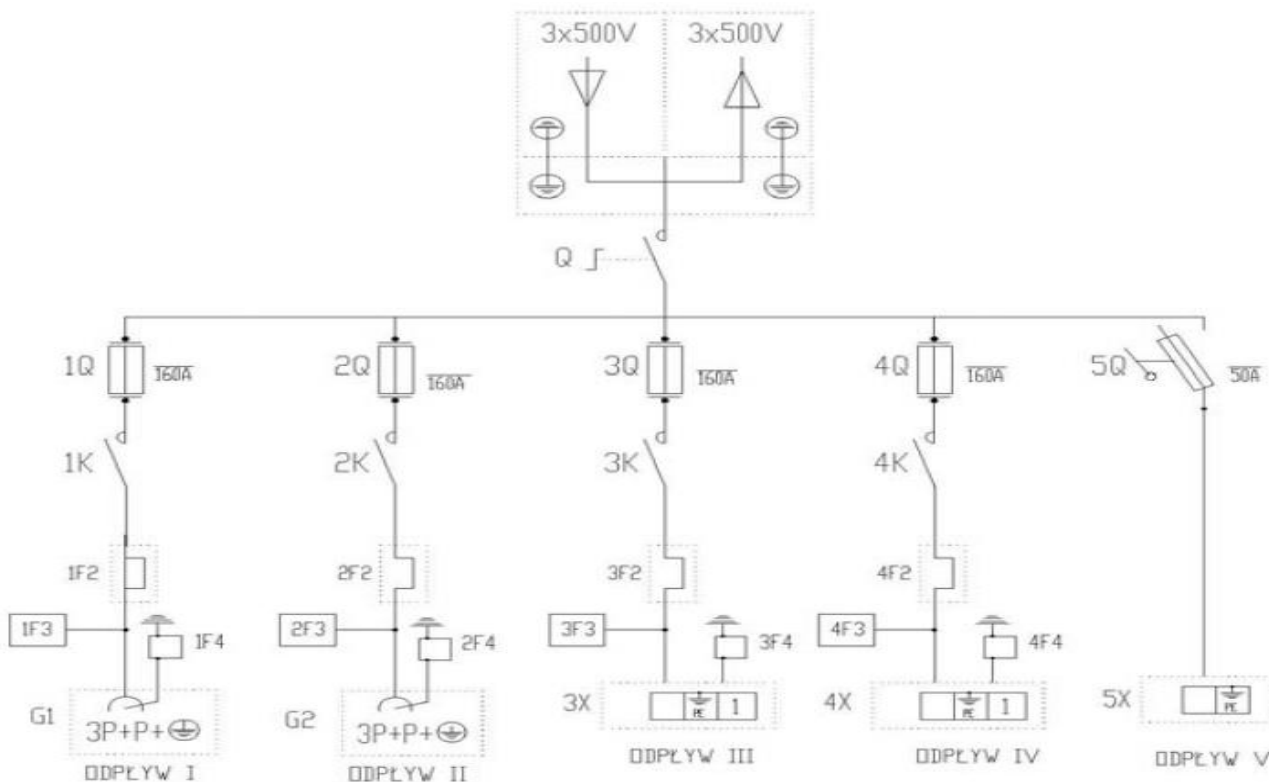 3x500V 3x500V
Q
1Q 160A 2Q 160A 3Q 160A 4Q 160A 5Q 50A
1K 2K 3K 4K
1F2 2F2 3F2 4F2
1F3 1F4 2F3 2F4 3F3 3F4 4F3 4F4
G1 3P+P+ G2 3P+P+ 3X PE 1 4X PE 1 5X PE
ODPŁYW I ODPŁYW II ODPŁYW III ODPŁYW IV ODPŁYW V